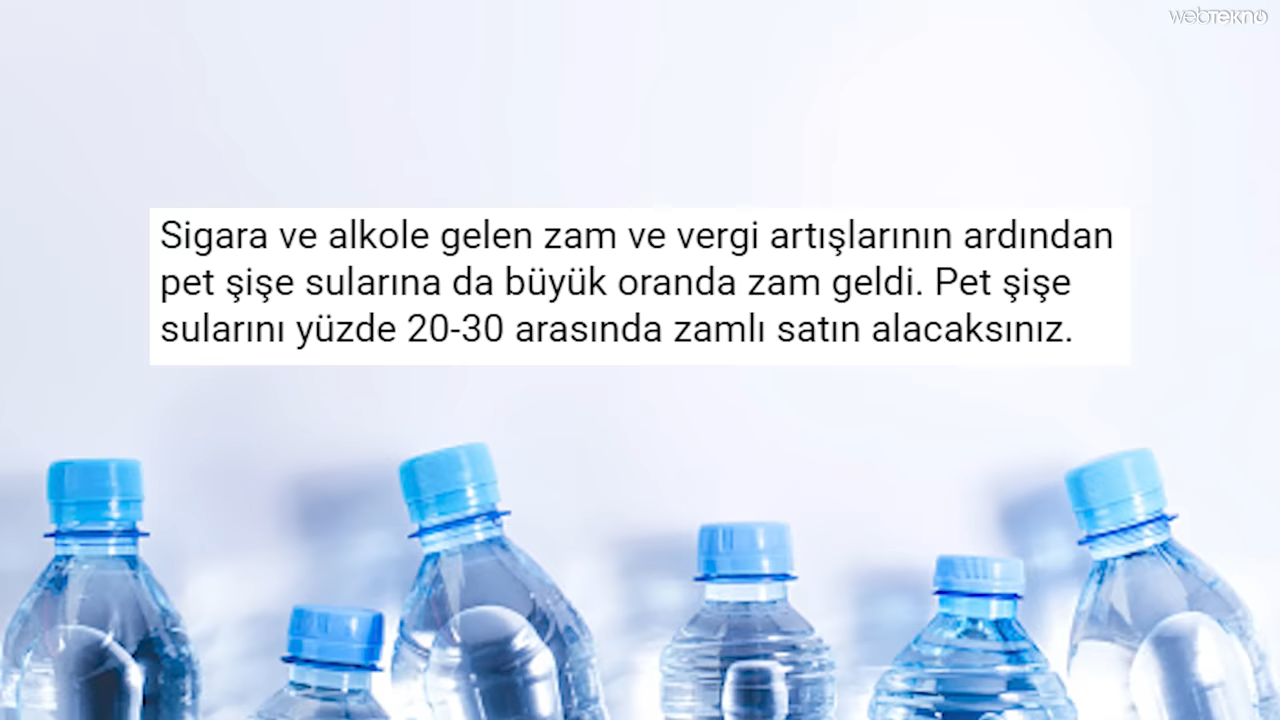 webtekno
Sigara ve alkole gelen zam ve vergi artışlarının ardından
pet şişe sularına da büyük oranda zam geldi. Pet şişe
sularını yüzde 20-30 arasında zamlı satın alacaksınız.